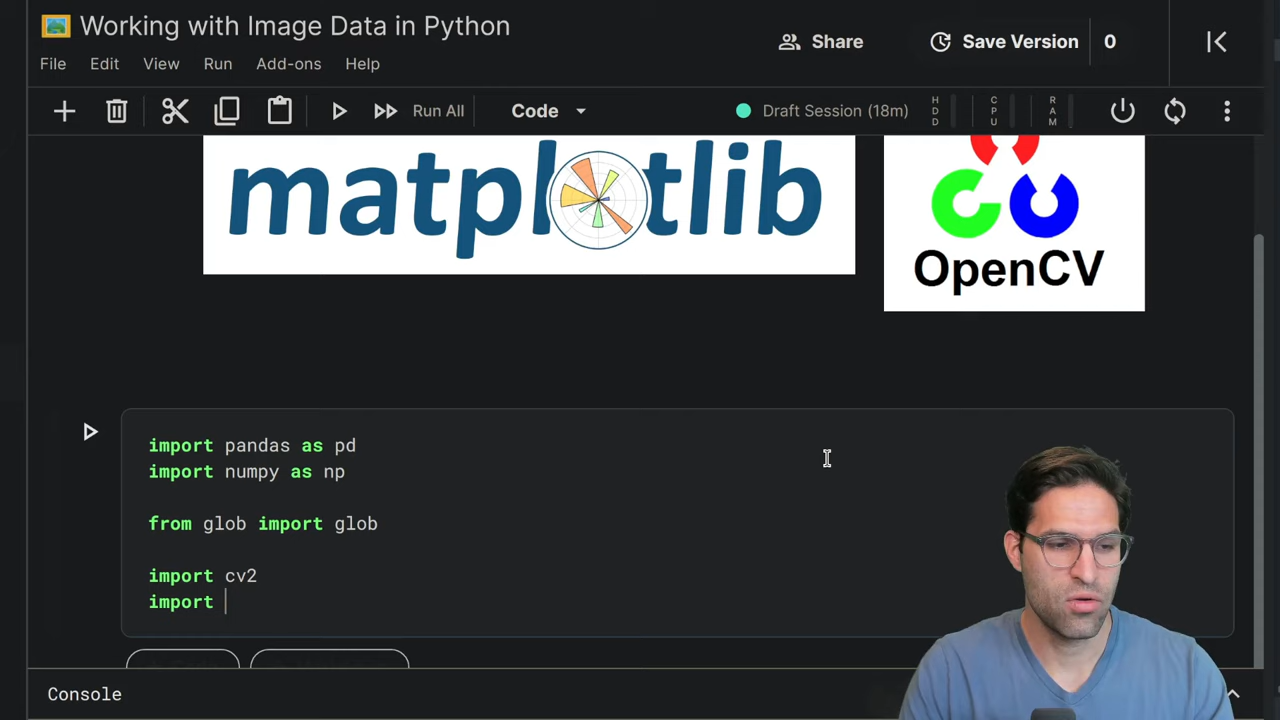 Working with Image Data in Python
Share
Save Version
0
File Edit View Run Add-ons Help
Run All
Code
Draft Session (18m)
HDD
CPU
RAM
matplotlib
OpenCV
import pandas as pd
import numpy as np
from glob import glob
import cv2
import
Console